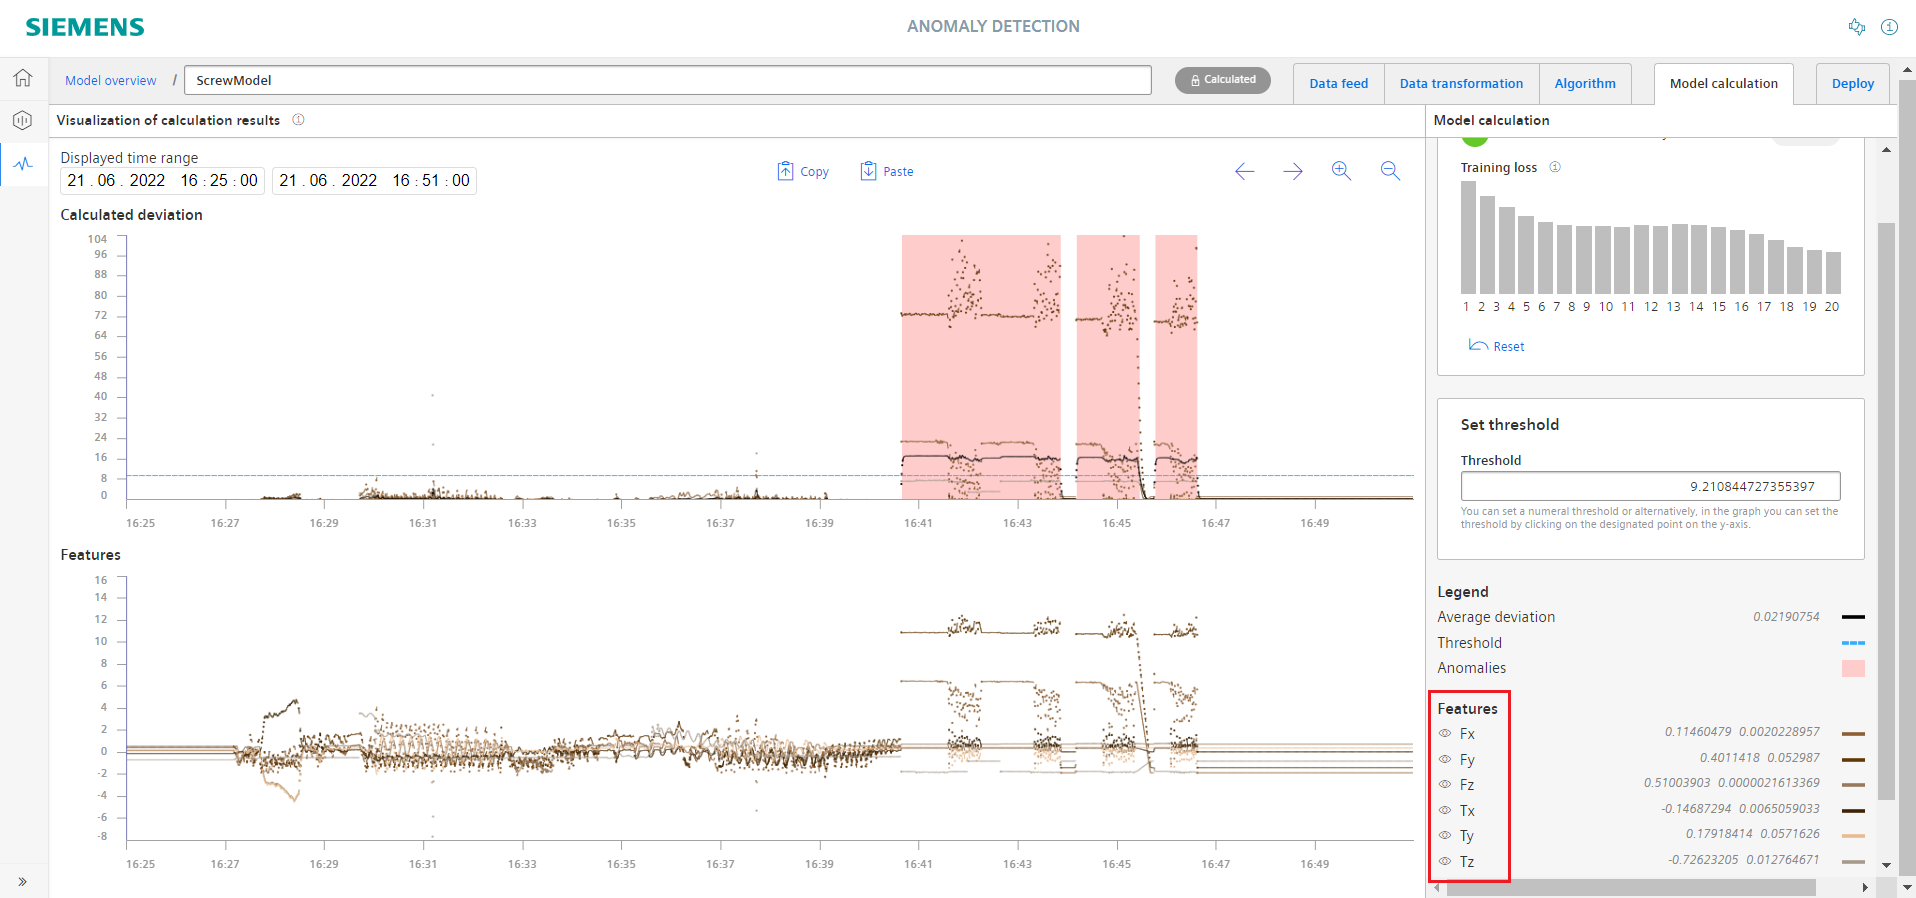 SIEMENS
ANOMALY DETECTION
Model overview / ScrewModel
Calculated
Data feed
Data transformation
Algorithm
Model calculation
Deploy
Visualization of calculation results
Displayed time range
21 . 06 . 2022 16 : 25 : 00
21 . 06 . 2022 16 : 51 : 00
Copy
Paste
Calculated deviation
104
96
88
80
72
64
56
48
40
32
24
16
8
0
16:25 16:27 16:29 16:31 16:33 16:35 16:37 16:39 16:41 16:43 16:45 16:47 16:49
Features
16
14
12
10
8
6
4
2
0
-2
-4
-6
-8
16:25 16:27 16:29 16:31 16:33 16:35 16:37 16:39 16:41 16:43 16:45 16:47 16:49
Model calculation
Training loss
1 2 3 4 5 6 7 8 9 10 11 12 13 14 15 16 17 18 19 20
Reset
Set threshold
Threshold
9.210844727355397
You can set a numeral threshold or alternatively, in the graph you can set the
threshold by clicking on the designated point on the y-axis.
Legend
Average deviation 0.02190754
Threshold
Anomalies
Features
Fx 0.11460479 0.0020228957
Fy 0.4011418 0.052987
Fz 0.51003903 0.0000021613369
Tx -0.14687294 0.0065059033
Ty 0.17918414 0.0571626
Tz -0.72623205 0.012764671